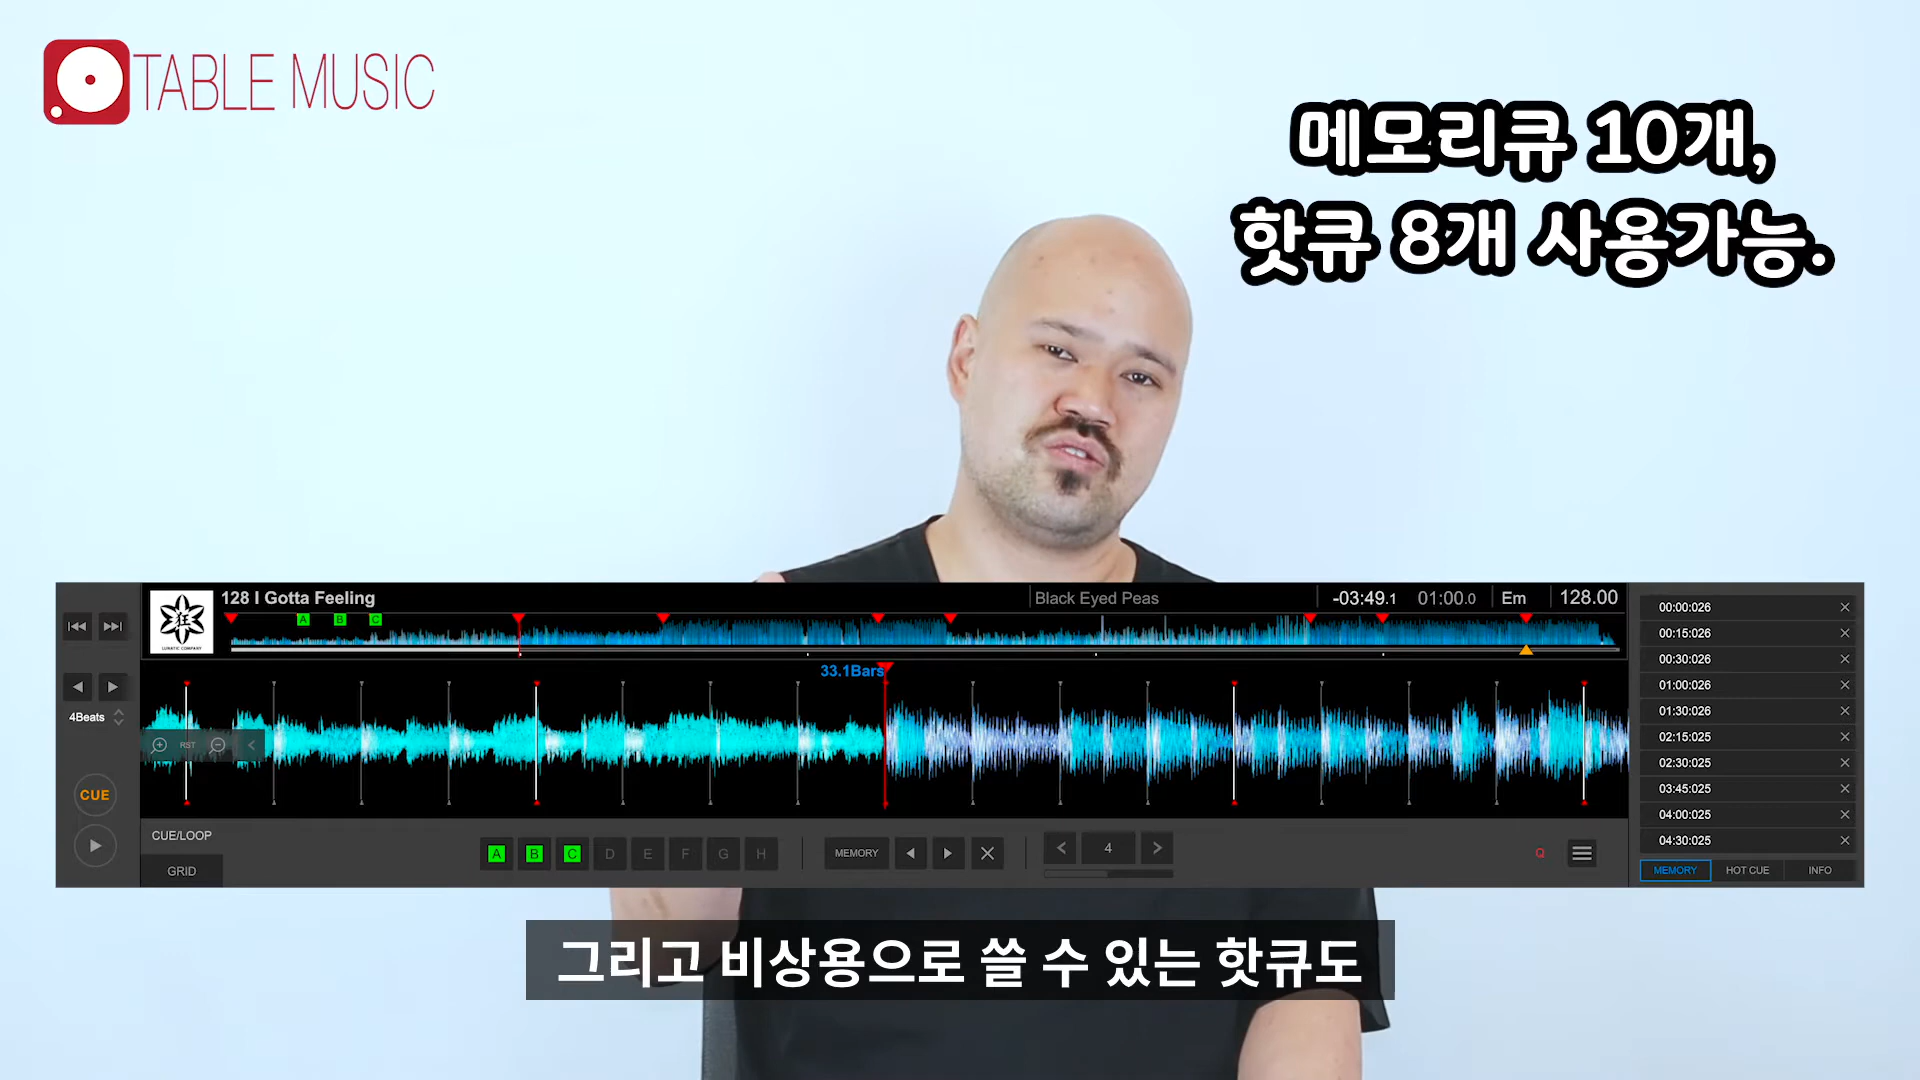 TABLE MUSIC
메모리큐 10개,
핫큐 8개 사용가능.
128 I Gotta Feeling
Black Eyed Peas
-03:49.1
01:00.0
Em
128.00
A B C
狂
LUNATIC COMPANY
33.1Bars
4Beats
RST
CUE
CUE/LOOP
GRID
A B C D E F G H
MEMORY
4
Q
00:00:026
00:15:026
00:30:026
01:00:026
01:30:026
02:15:025
02:30:025
03:45:025
04:00:025
04:30:025
MEMORY HOT CUE INFO
그리고 비상용으로 쓸 수 있는 핫큐도